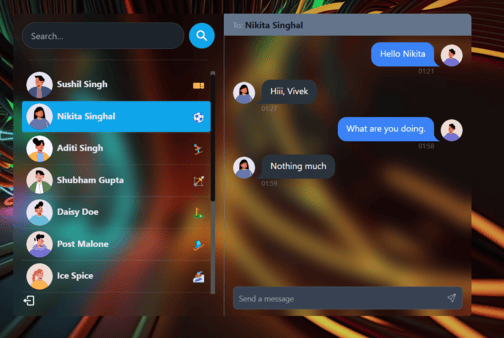 Search...
Sushil Singh
Nikita Singhal
Aditi Singh
Shubham Gupta
Daisy Doe
Post Malone
Ice Spice
To: Nikita Singhal
Hello Nikita
01:21
Hiii, Vivek
01:27
What are you doing.
01:58
Nothing much
01:59
Send a message